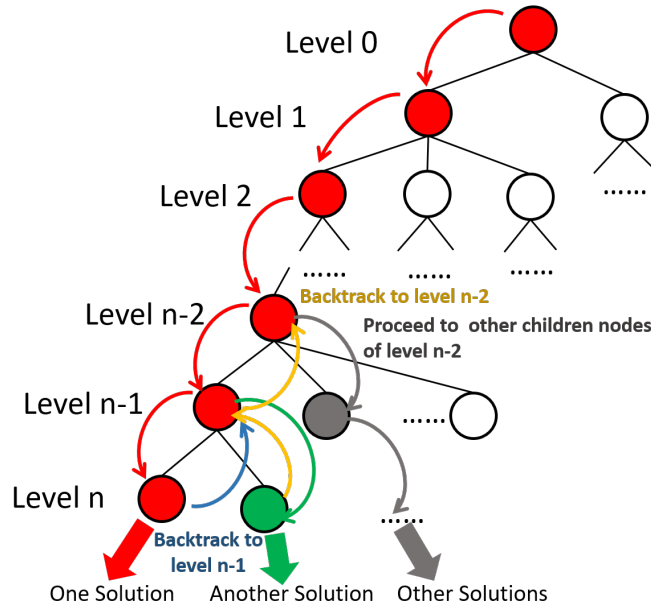 Level 0
Level 1
Level 2
......
......
......
......
Backtrack to level n-2
Level n-2
Proceed to other children nodes
of level n-2
Level n-1
......
Level n
......
Backtrack to
level n-1
One Solution
Another Solution
Other Solutions